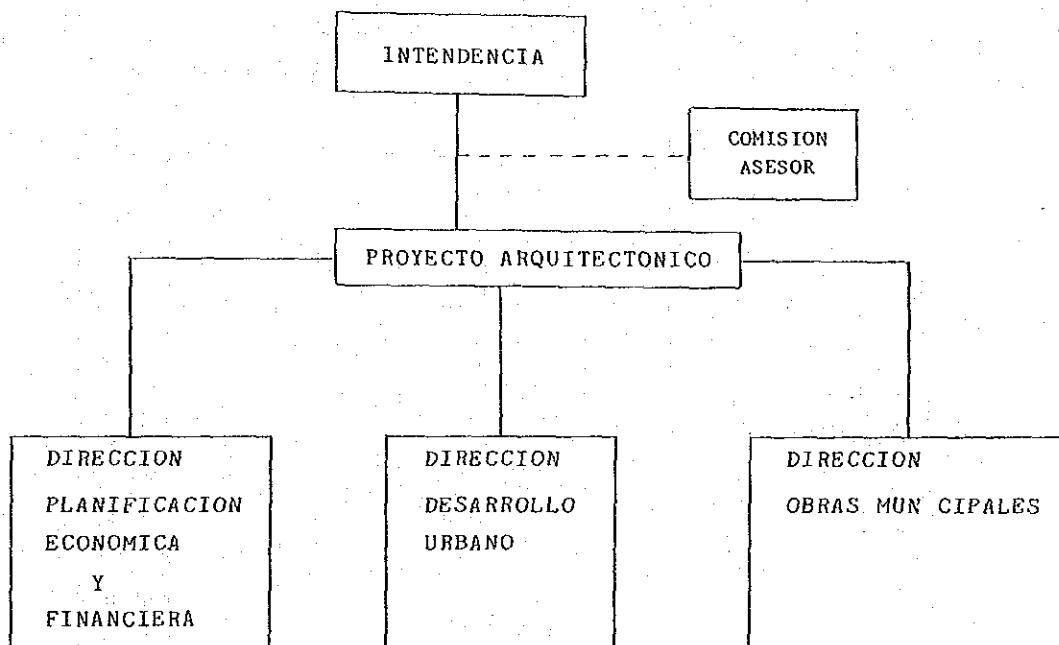 INTENDENCIA
COMISION
ASESOR
PROYECTO ARQUITECTONICO
DIRECCION
PLANIFICACION
ECONOMICA
Y
FINANCIERA
DIRECCION
DESARROLLO
URBANO
DIRECCION
OBRAS MUN CIPALES